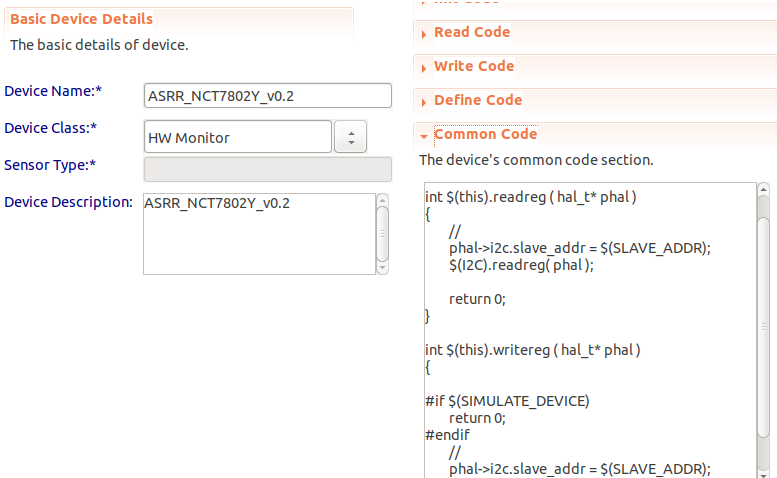 Basic Device Details
The basic details of device.
Device Name:*
ASRR_NCT7802Y_v0.2
Device Class:*
HW Monitor
Sensor Type:*
Device Description:
ASRR_NCT7802Y_v0.2
Read Code
Write Code
Define Code
Common Code
The device's common code section.
int $(this).readreg ( hal_t* phal )
{
//
phal->i2c.slave_addr = $(SLAVE_ADDR);
$(I2C).readreg( phal );
return 0;
}
int $(this).writereg ( hal_t* phal )
{
#if $(SIMULATE_DEVICE)
return 0;
#endif
//
phal->i2c.slave_addr = $(SLAVE_ADDR);